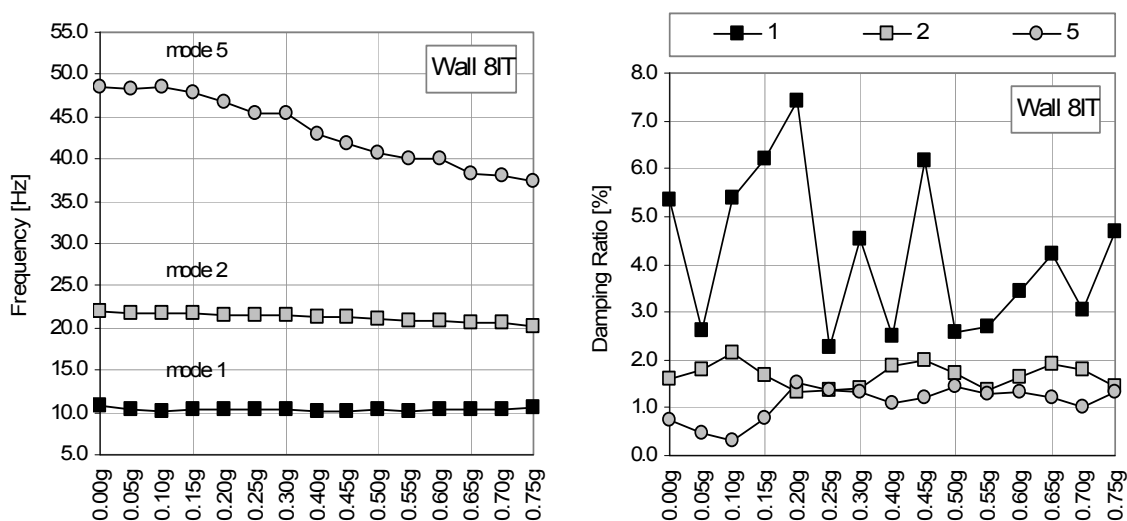 55.0
50.0
45.0
40.0
35.0
30.0
25.0
20.0
15.0
10.0
5.0
Frequency [Hz]
mode 5
mode 2
mode 1
Wall 8IT
0.00g
0.05g
0.10g
0.15g
0.20g
0.25g
0.30g
0.40g
0.45g
0.50g
0.55g
0.60g
0.65g
0.70g
0.75g
1 2 5
8.0
7.0
6.0
5.0
4.0
3.0
2.0
1.0
0.0
Damping Ratio [%]
Wall 8IT
0.00g
0.05g
0.10g
0.15g
0.20g
0.25g
0.30g
0.40g
0.45g
0.50g
0.55g
0.60g
0.65g
0.70g
0.75g